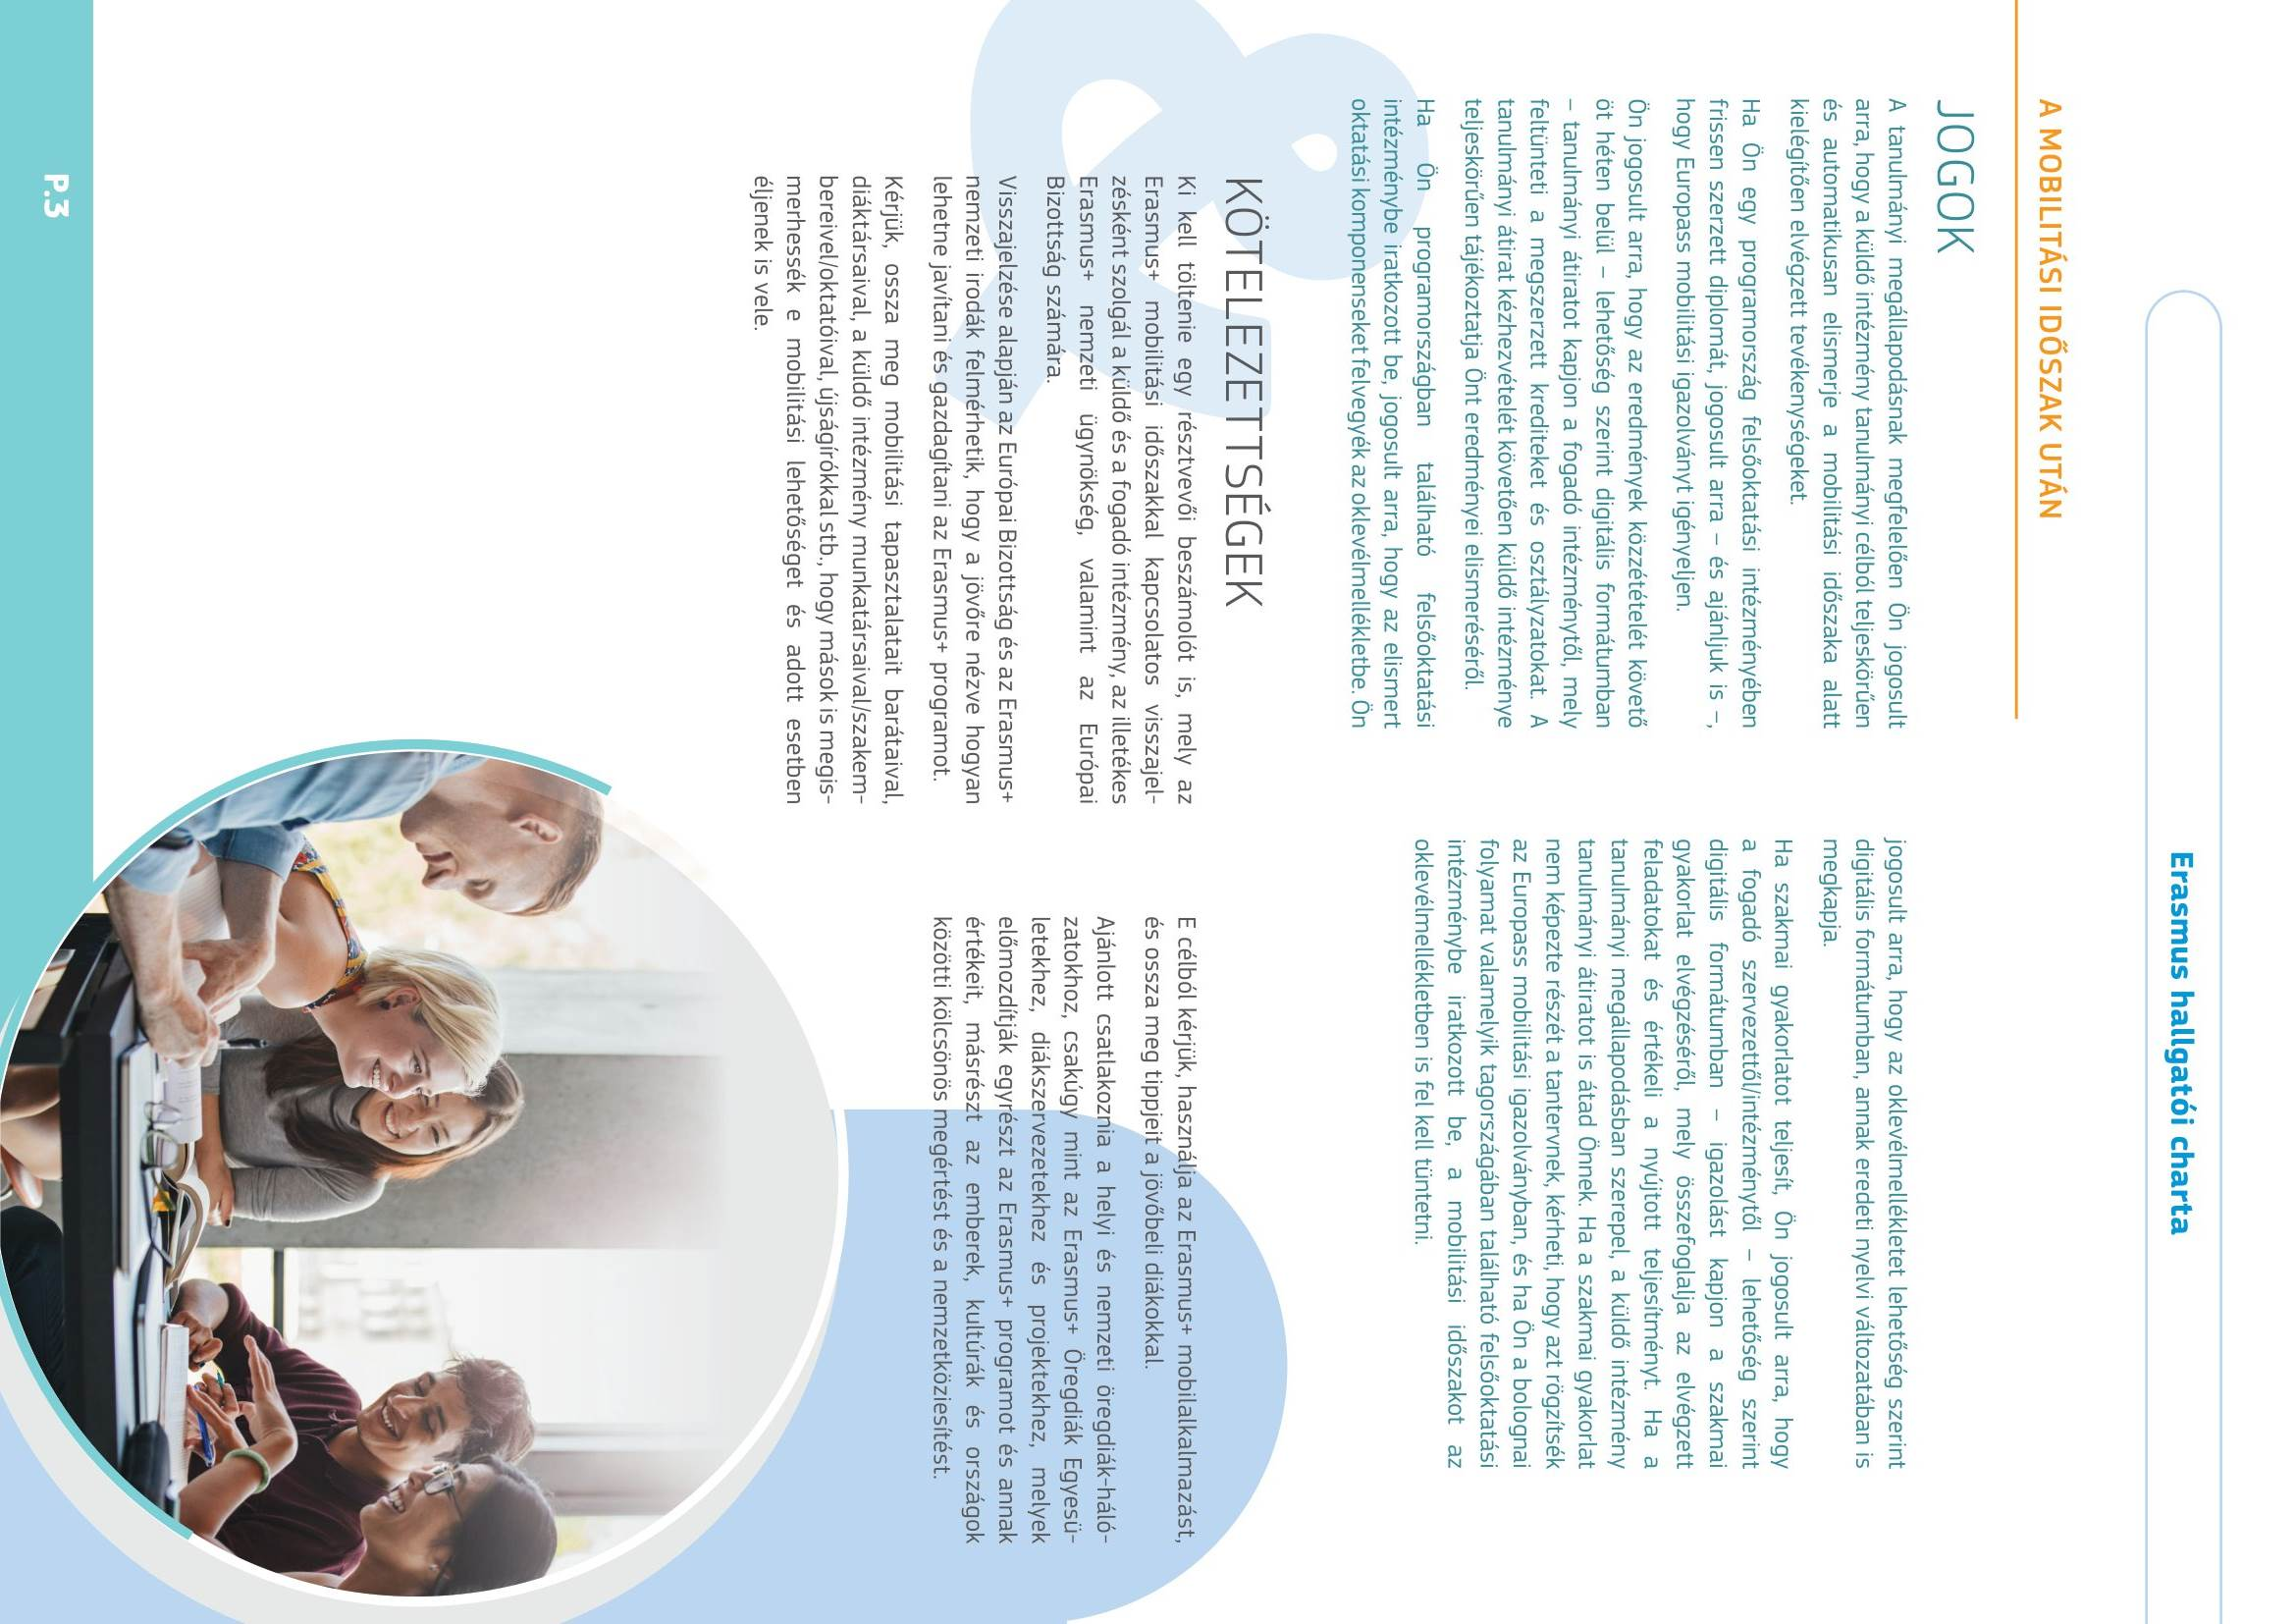 Erasmus hallgatói charta
A MOBILITÁSI IDŐSZAK UTÁN
JOGOK
A tanulmányi megállapodásnak megfelelően Ön jogosult
arra, hogy a küldő intézmény tanulmányi célból teljeskörűen
és automatikusan elismerje a mobilitási időszaka alatt
kielégítően elvégzett tevékenységeket.
Ha Ön egy programország felsőoktatási intézményében
frissen szerzett diplomát, jogosult arra – és ajánljuk is –,
hogy Europass mobilitási igazolványt igényeljen.
Ön jogosult arra, hogy az eredmények közzétételét követő
öt héten belül – lehetőség szerint digitális formátumban
– tanulmányi átiratot kapjon a fogadó intézménytől, mely
feltünteti a megszerzett krediteket és osztályzatokat. A
tanulmányi átirat kézhezvételét követően küldő intézménye
teljeskörűen tájékoztatja Önt eredményei elismeréséről.
Ha Ön programországban található felsőoktatási
intézménybe iratkozott be, jogosult arra, hogy az elismert
oktatási komponenseket felvegyék az oklevélmellékletbe. Ön
jogosult arra, hogy az oklevélmellékletet lehetőség szerint
digitális formátumban, annak eredeti nyelvi változatában is
megkapja.
Ha szakmai gyakorlatot teljesít, Ön jogosult arra, hogy
a fogadó szervezettől/intézménytől – lehetőség szerint
digitális formátumban – igazolást kapjon a szakmai
gyakorlat elvégzéséről, mely összefoglalja az elvégzett
feladatokat és értékeli a nyújtott teljesítményt. Ha a
tanulmányi megállapodásban szerepel, a küldő intézmény
tanulmányi átiratot is átad Önnek. Ha a szakmai gyakorlat
nem képezte részét a tantervnek, kérheti, hogy azt rögzítsék
az Europass mobilitási igazolványban, és ha Ön a bolognai
folyamat valamelyik tagországában található felsőoktatási
intézménybe iratkozott be, a mobilitási időszakot az
oklevélmellékletben is fel kell tüntetni.
KÖTELEZETTSÉGEK
Ki kell töltenie egy résztvevői beszámolót is, mely az
Erasmus+ mobilitási időszakkal kapcsolatos visszajel-
zésként szolgál a küldő és a fogadó intézmény, az illetékes
Erasmus+ nemzeti ügynökség, valamint az Európai
Bizottság számára.
Visszajelzése alapján az Európai Bizottság és az Erasmus+
nemzeti irodák felmérhetik, hogy a jövőre nézve hogyan
lehetne javítani és gazdagítani az Erasmus+ programot.
Kérjük, ossza meg mobilitási tapasztalatait barátaival,
diáktársaival, a küldő intézmény munkatársaival/szakem-
bereivel/oktatóival, újságírókkal stb., hogy mások is megis-
merhessék e mobilitási lehetőséget és adott esetben
éljenek is vele.
E célból kérjük, használja az Erasmus+ mobilalkalmazást,
és ossza meg tippjeit a jövőbeli diákokkal.
Ajánlott csatlakoznia a helyi és nemzeti öregdiák-háló-
zatokhoz, csakúgy mint az Erasmus+ Öregdiák Egyesü-
letekhez, diákszervezetekhez és projektekhez, melyek
előmozdítják egyrészt az Erasmus+ programot és annak
értékeit, másrészt az emberek, kultúrák és országok
közötti kölcsönös megértést és a nemzetköziesítést.
P.3